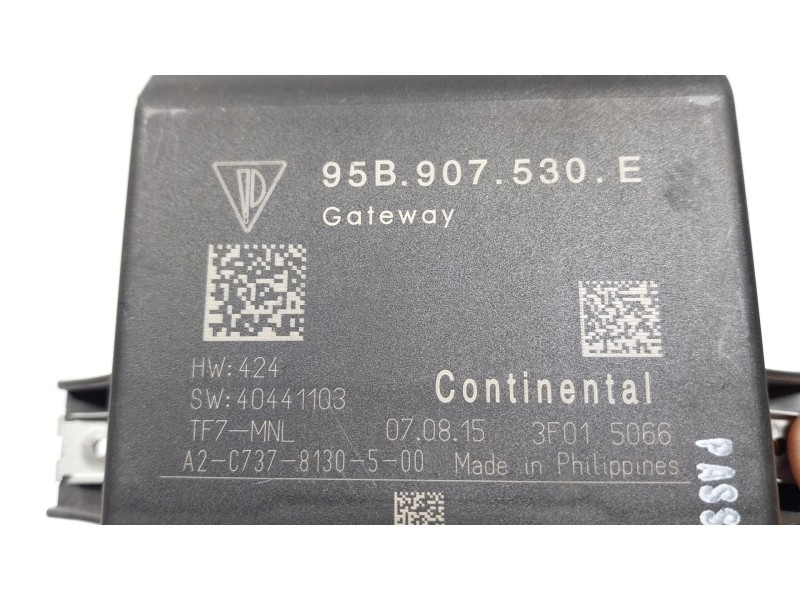 95B.907.530.E
Gateway
HW:424
SW:40441103
Continental
TF7-MNL 07.08.15 3F01 5066
A2-C737-8130-5-00 Made in Philippines
PASS